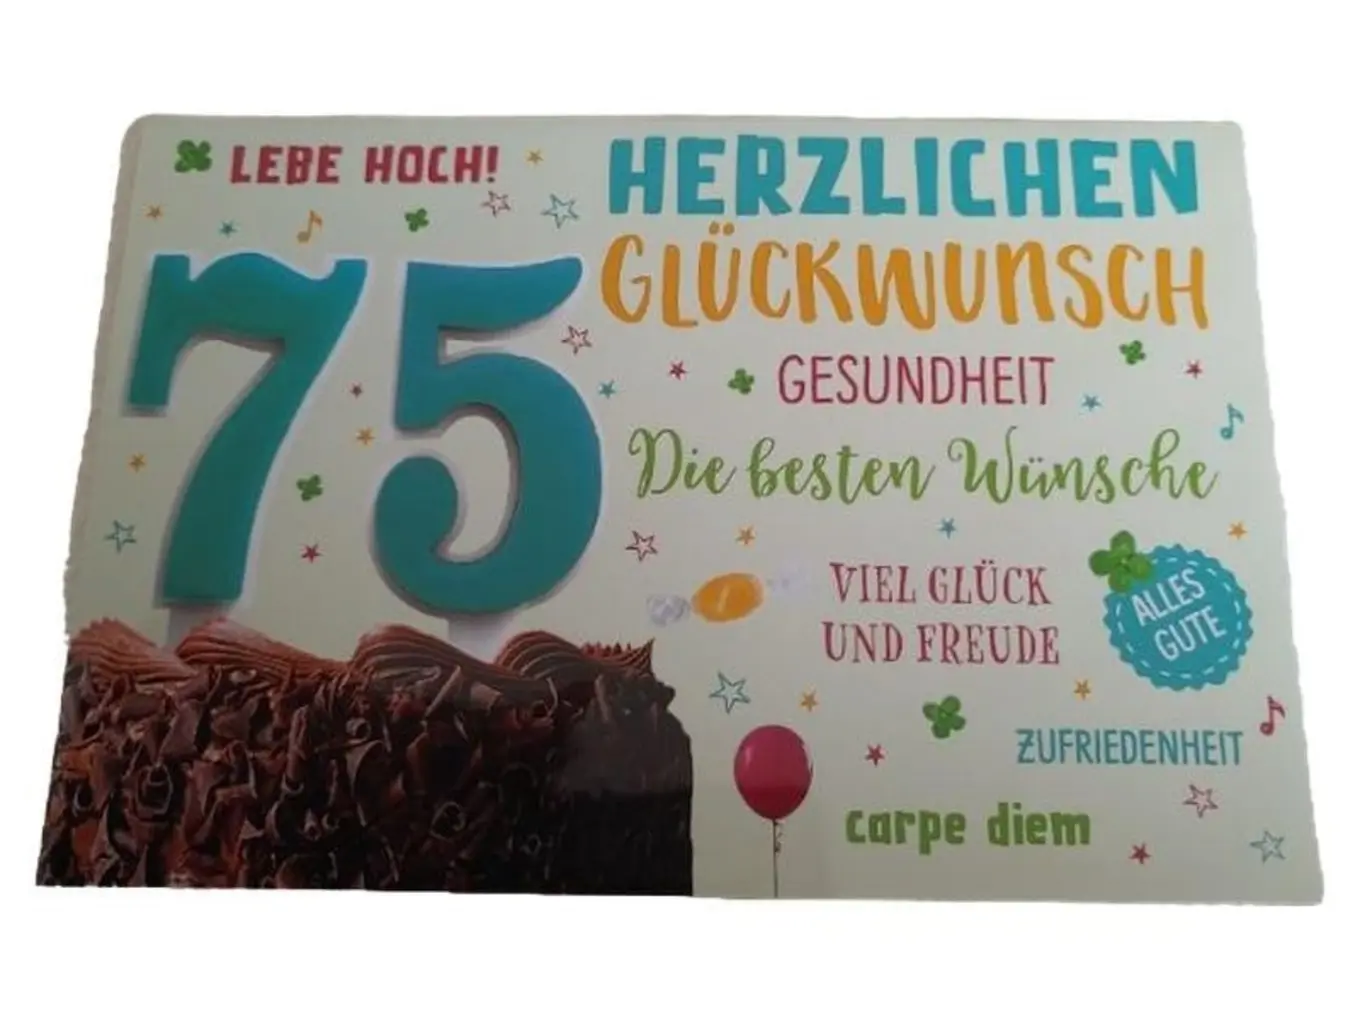 LEBE HOCH!
75
HERZLICHEN
GLÜCKWUNSCH
GESUNDHEIT
Die besten Wünsche
VIEL GLÜCK
UND FREUDE
ALLES
GUTE
ZUFRIEDENHEIT
carpe diem